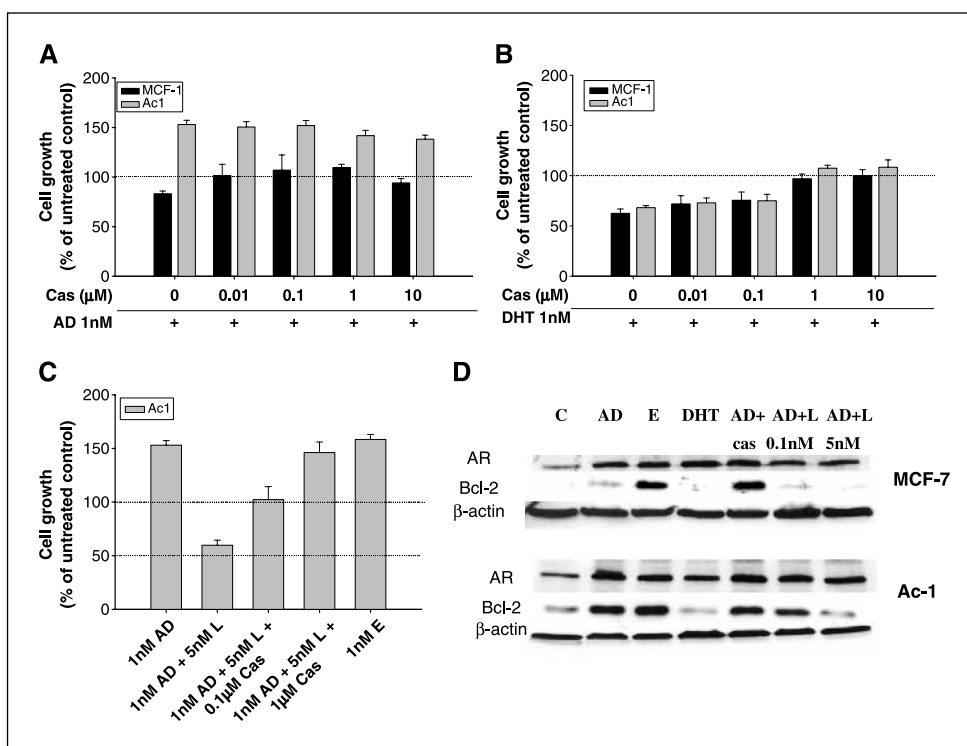 A
200
150
100
50
0
Cell growth
(% of untreated control)
MCF-1
Ac1
Cas (µM) 0 0.01 0.1 1 10
AD 1nM + + + + +
B
200
150
100
50
0
Cell growth
(% of untreated control)
MCF-1
Ac1
Cas (µM) 0 0.01 0.1 1 10
DHT 1nM + + + + +
C
200
150
100
50
0
Cell growth
(% of untreated control)
Ac1
1nM AD
1nM AD + 5nM L
1nM AD + 5nM L +
0.1µM Cas
1nM AD + 5nM L +
1µM Cas
1nM E
D
C AD E DHT AD+ AD+L AD+L
cas 0.1nM 5nM
AR
Bcl-2
β-actin
MCF-7
AR
Bcl-2
β-actin
Ac-1